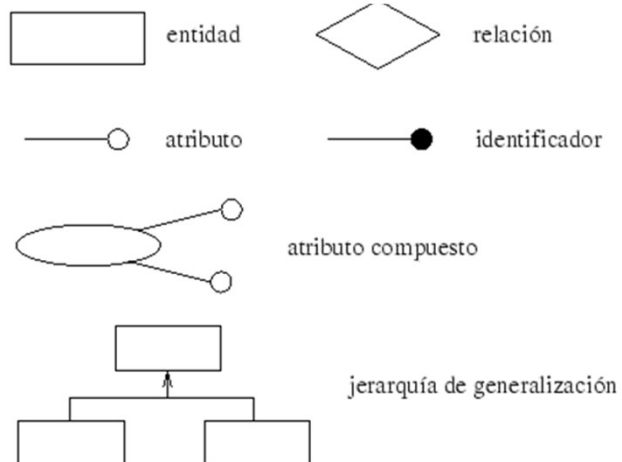 entidad
relación
atributo
identificador
atributo compuesto
jerarquía de generalización